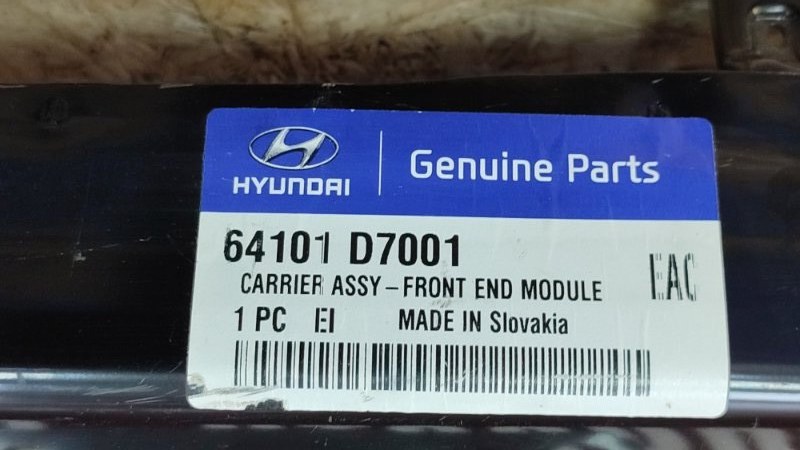 HYUNDAI
Genuine Parts
64101 D7001
CARRIER ASSY-FRONT END MODULE
EAC
1 PC EI MADE IN Slovakia